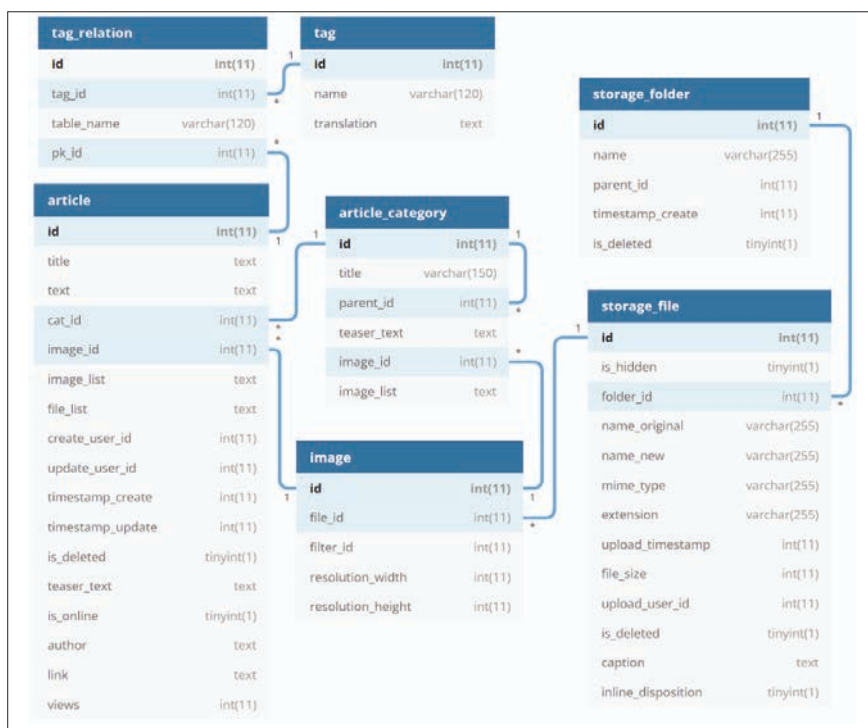 tag_relation
id int(11)
tag_id int(11)
table_name varchar(120)
pk_id int(11)
tag
id int(11)
name varchar(120)
translation text
1
*
*
1
storage_folder
id int(11)
name varchar(255)
parent_id int(11)
timestamp_create int(11)
is_deleted tinyint(1)
1
*
article
id int(11)
title text
text text
cat_id int(11)
image_id int(11)
image_list text
file_list text
create_user_id int(11)
update_user_id int(11)
timestamp_create int(11)
timestamp_update int(11)
is_deleted tinyint(1)
teaser_text text
is_online tinyint(1)
author text
link text
views int(11)
article_category
id int(11)
title varchar(150)
parent_id int(11)
teaser_text text
image_id int(11)
image_list text
1
1
*
*
*
*
image
id int(11)
file_id int(11)
filter_id int(11)
resolution_width int(11)
resolution_height int(11)
1
1
*
1
storage_file
id int(11)
is_hidden tinyint(1)
folder_id int(11)
name_original varchar(255)
name_new varchar(255)
mime_type varchar(255)
extension varchar(255)
upload_timestamp int(11)
file_size int(11)
upload_user_id int(11)
is_deleted tinyint(1)
caption text
inline_disposition tinyint(1)